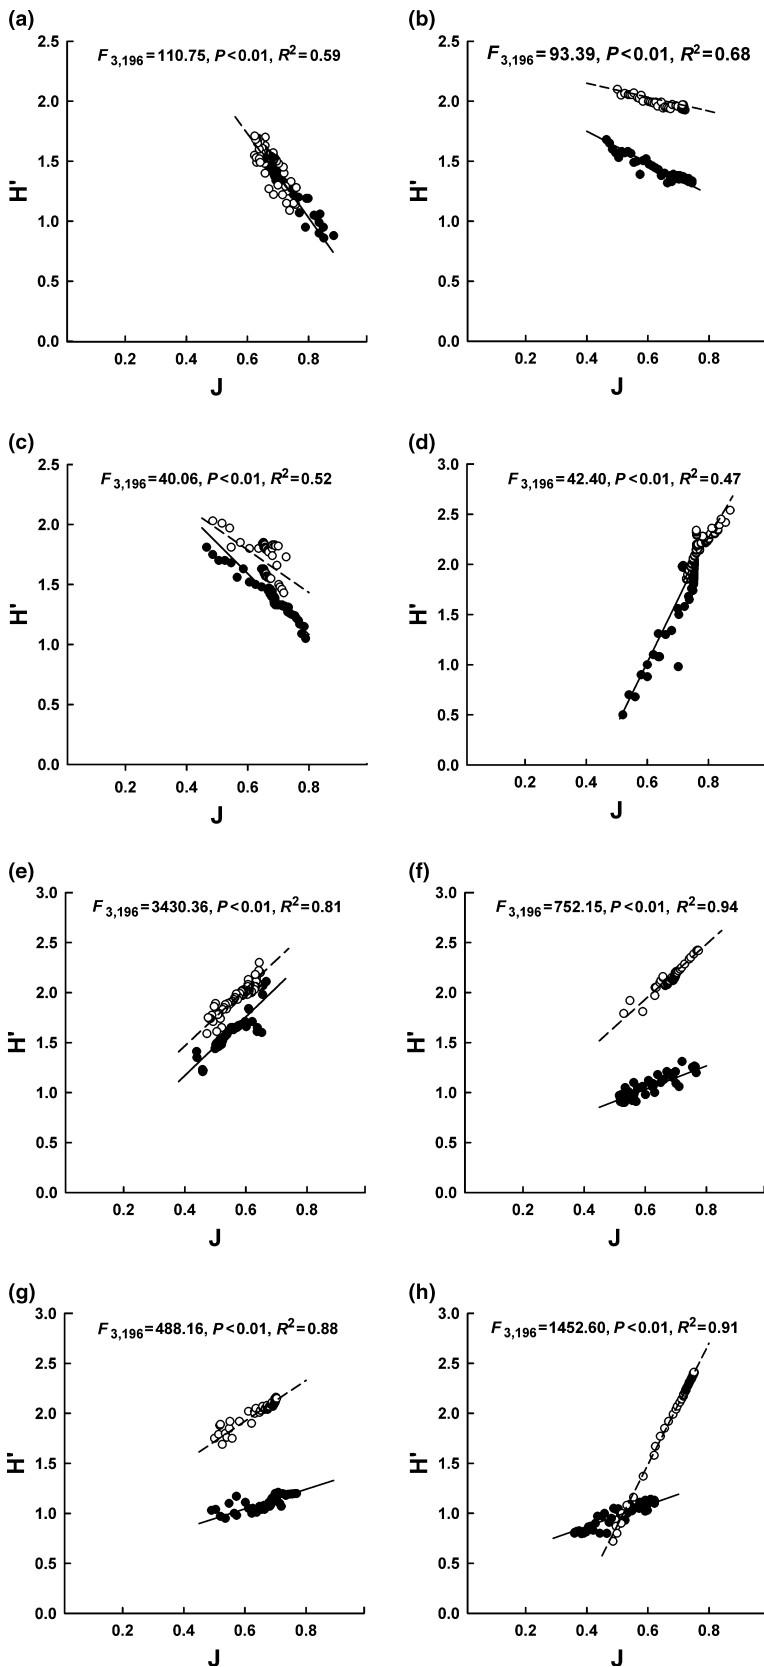 (a)
F3,196=110.75, P<0.01, R2=0.59
2.5
2.0
1.5
1.0
0.5
0.0
H'
0.2 0.4 0.6 0.8
J
(b)
F3,196=93.39, P<0.01, R2=0.68
2.5
2.0
1.5
1.0
0.5
0.0
H'
0.2 0.4 0.6 0.8
J
(c)
F3,196=40.06, P<0.01, R2=0.52
2.5
2.0
1.5
1.0
0.5
0.0
H'
0.2 0.4 0.6 0.8
J
(d)
F3,196=42.40, P<0.01, R2=0.47
3.0
2.5
2.0
1.5
1.0
0.5
0.0
H'
0.2 0.4 0.6 0.8
J
(e)
F3,196=3430.36, P<0.01, R2=0.81
3.0
2.5
2.0
1.5
1.0
0.5
0.0
H'
0.2 0.4 0.6 0.8
J
(f)
F3,196=752.15, P<0.01, R2=0.94
3.0
2.5
2.0
1.5
1.0
0.5
0.0
H'
0.2 0.4 0.6 0.8
J
(g)
F3,196=488.16, P<0.01, R2=0.88
3.0
2.5
2.0
1.5
1.0
0.5
0.0
H'
0.2 0.4 0.6 0.8
J
(h)
F3,196=1452.60, P<0.01, R2=0.91
3.0
2.5
2.0
1.5
1.0
0.5
0.0
H'
0.2 0.4 0.6 0.8
J